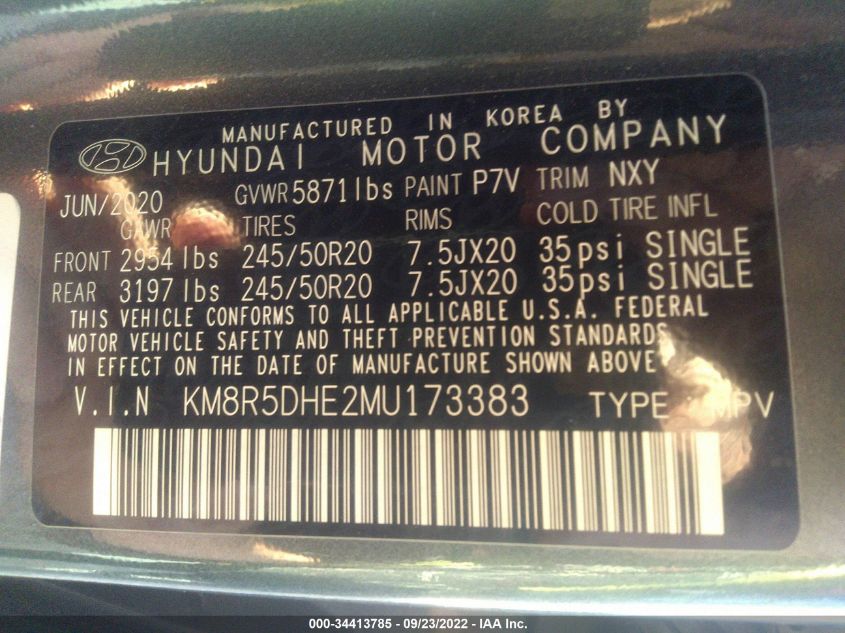 MANUFACTURED IN KOREA BY
HYUNDAI MOTOR COMPANY
JUN/2020 GVWR 5871lbs PAINT P7V TRIM NXY
GAWR TIRES RIMS COLD TIRE INFL
FRONT 2954 lbs 245/50R20 7.5JX20 35psi SINGLE
REAR 3197 lbs 245/50R20 7.5JX20 35psi SINGLE
THIS VEHICLE CONFORMS TO ALL APPLICABLE U.S.A. FEDERAL
MOTOR VEHICLE SAFETY AND THEFT PREVENTION STANDARDS
IN EFFECT ON THE DATE OF MANUFACTURE SHOWN ABOVE
V.I.N KM8R5DHE2MU173383 TYPE MPV
000-34413785 - 09/23/2022 - IAA Inc.